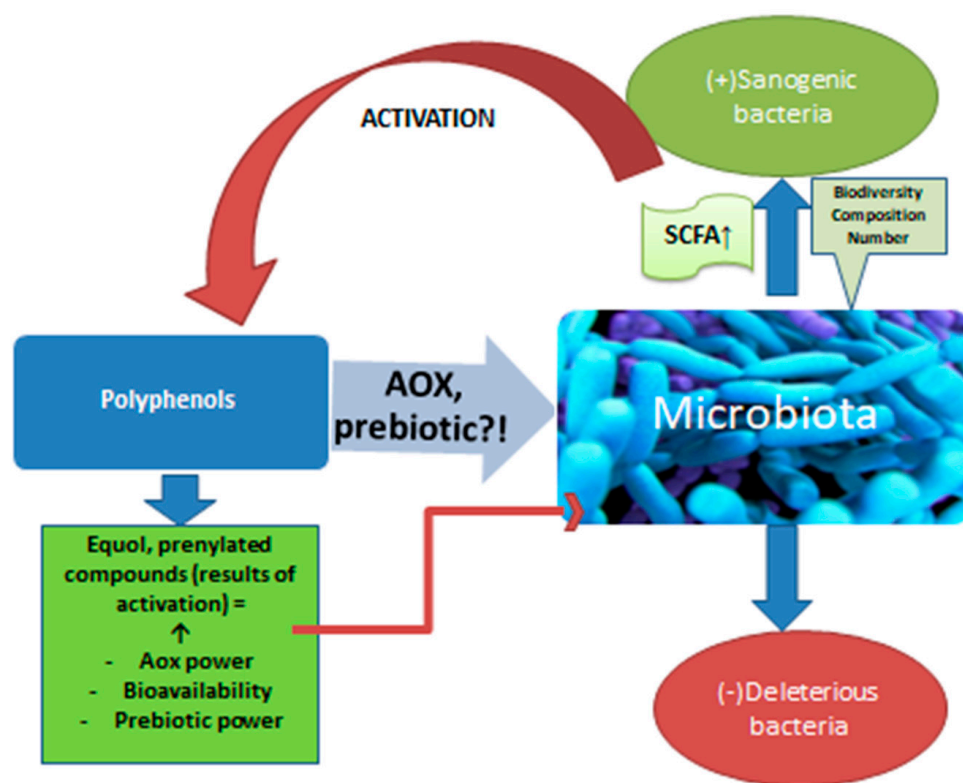 (+)Sanogenic
bacteria
ACTIVATION
Biodiversity
Composition
Number
SCFA↑
Polyphenols
AOX,
prebiotic?!
Microbiota
Equol, prenylated
compounds (results of
activation) =
↑
- Aox power
- Bioavailability
- Prebiotic power
(-)Deleterious
bacteria